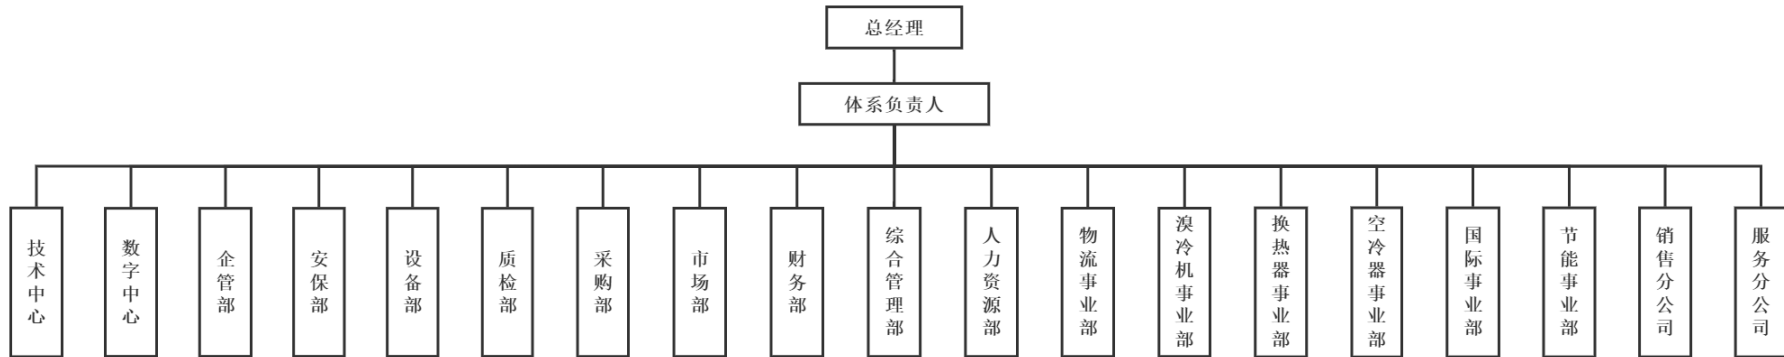 总经理
体系负责人
技术中心
数字中心
企管部
安保部
设备部
质检部
采购部
市场部
财务部
综合管理部
人力资源部
物流事业部
溴冷机事业部
换热器事业部
空冷器事业部
国际事业部
节能事业部
销售分公司
服务分公司